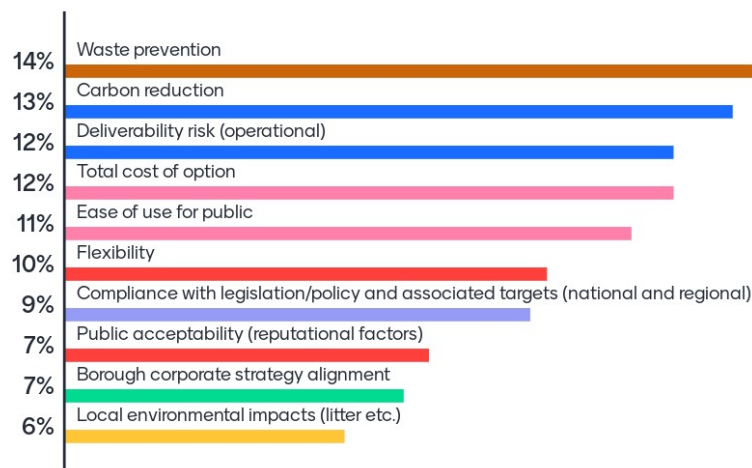 Waste prevention
14%
Carbon reduction
13%
Deliverability risk (operational)
12%
Total cost of option
12%
Ease of use for public
11%
Flexibility
10%
Compliance with legislation/policy and associated targets (national and regional)
9%
Public acceptability (reputational factors)
7%
Borough corporate strategy alignment
7%
Local environmental impacts (litter etc.)
6%